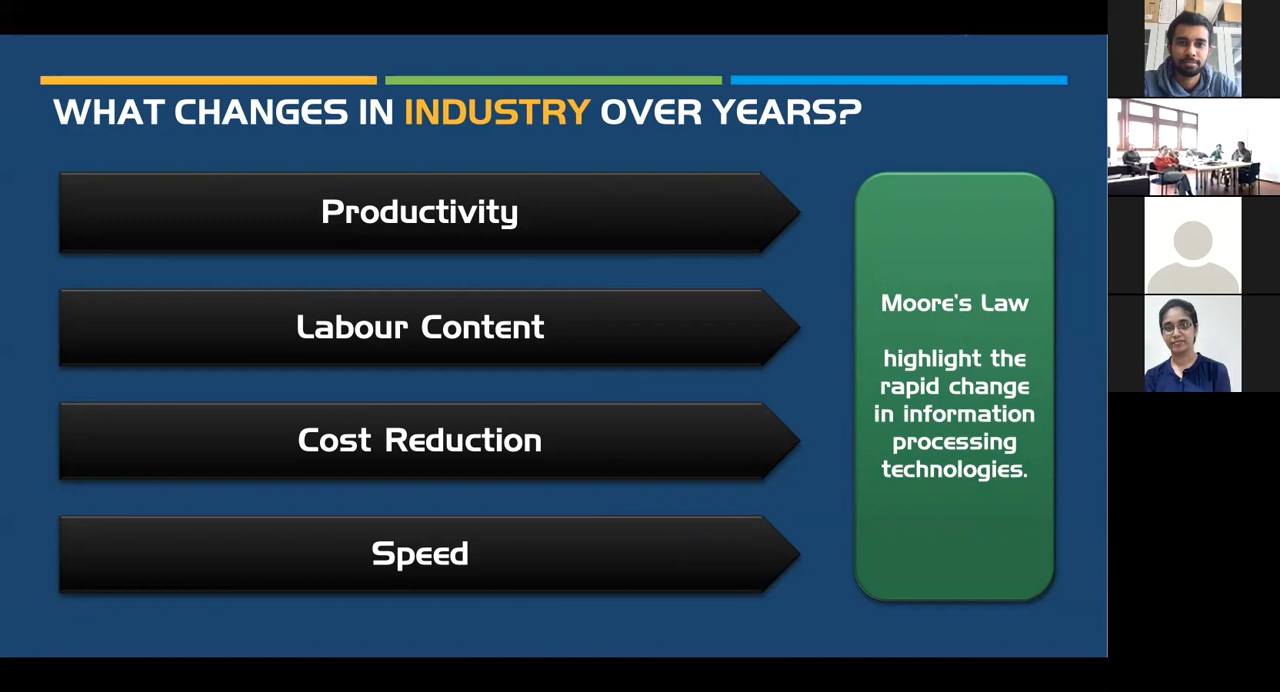 WHAT CHANGES IN INDUSTRY OVER YEARS?
Productivity
Labour Content
Cost Reduction
Speed
Moore's Law
highlight the
rapid change
in information
processing
technologies.